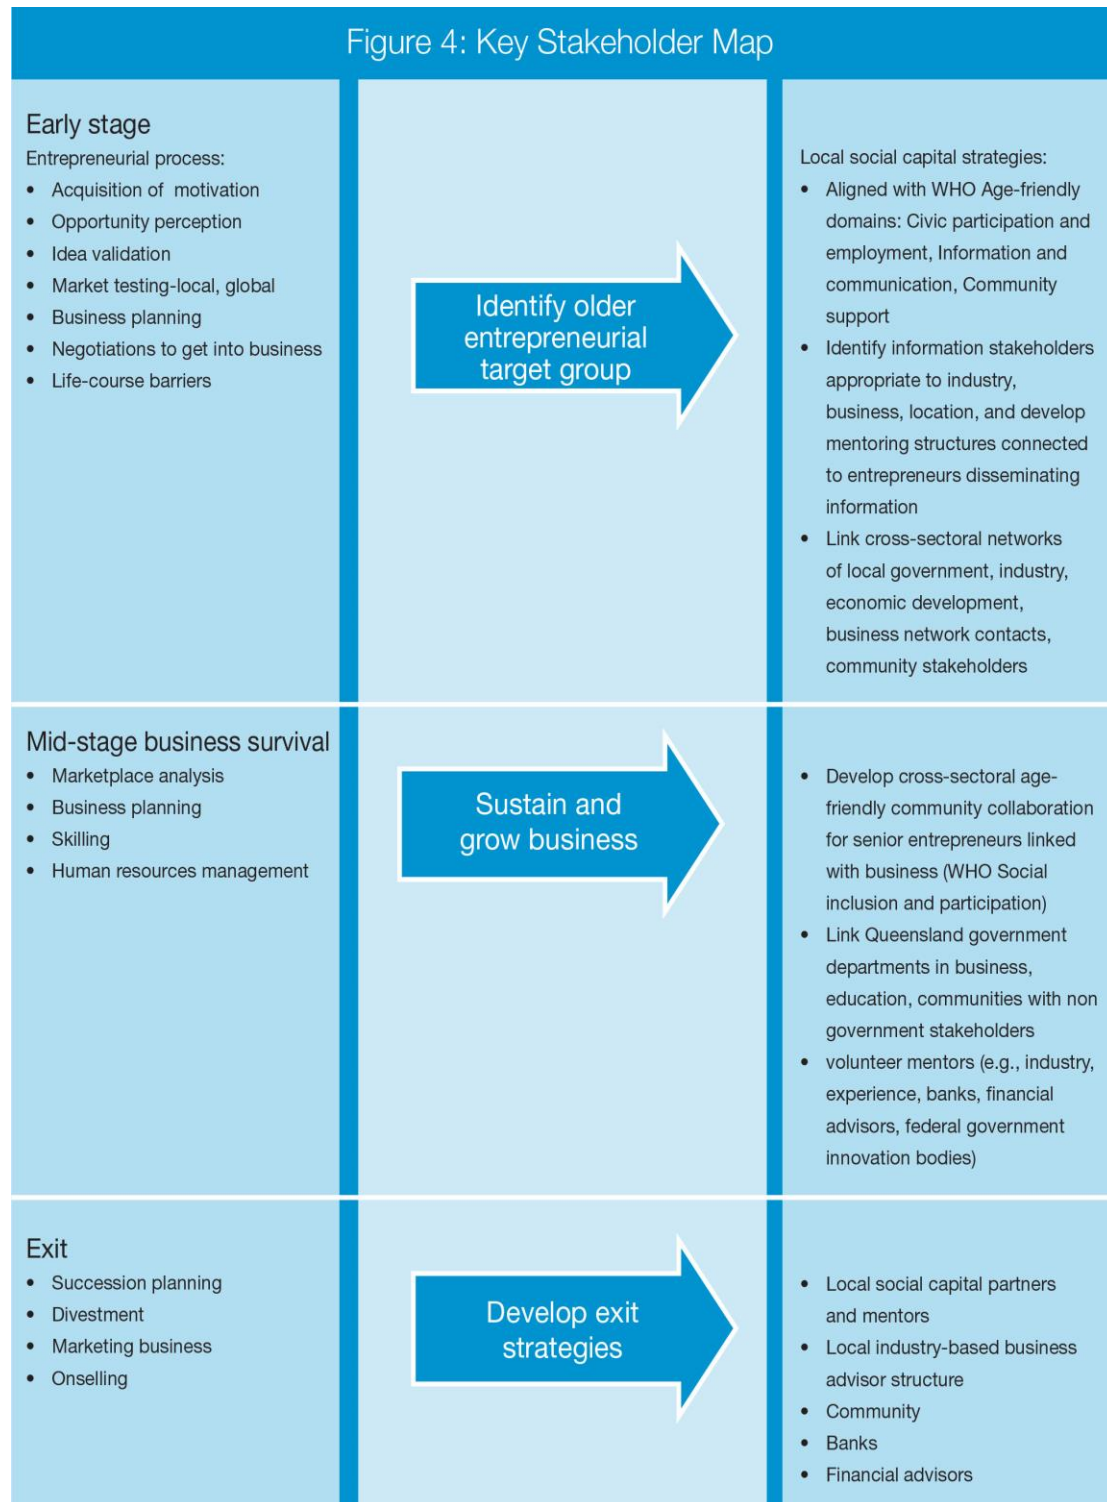 Figure 4: Key Stakeholder Map
Early stage
Entrepreneurial process:
• Acquisition of motivation
• Opportunity perception
• Idea validation
• Market testing-local, global
• Business planning
• Negotiations to get into business
• Life-course barriers
Identify older
entrepreneurial
target group
Local social capital strategies:
• Aligned with WHO Age-friendly
domains: Civic participation and
employment, Information and
communication, Community
support
• Identify information stakeholders
appropriate to industry,
business, location, and develop
mentoring structures connected
to entrepreneurs disseminating
information
• Link cross-sectoral networks
of local government, industry,
economic development,
business network contacts,
community stakeholders
Mid-stage business survival
• Marketplace analysis
• Business planning
• Skilling
• Human resources management
Sustain and
grow business
• Develop cross-sectoral age-
friendly community collaboration
for senior entrepreneurs linked
with business (WHO Social
inclusion and participation)
• Link Queensland government
departments in business,
education, communities with non
government stakeholders
• volunteer mentors (e.g., industry,
experience, banks, financial
advisors, federal government
innovation bodies)
Exit
• Succession planning
• Divestment
• Marketing business
• Onselling
Develop exit
strategies
• Local social capital partners
and mentors
• Local industry-based business
advisor structure
• Community
• Banks
• Financial advisors